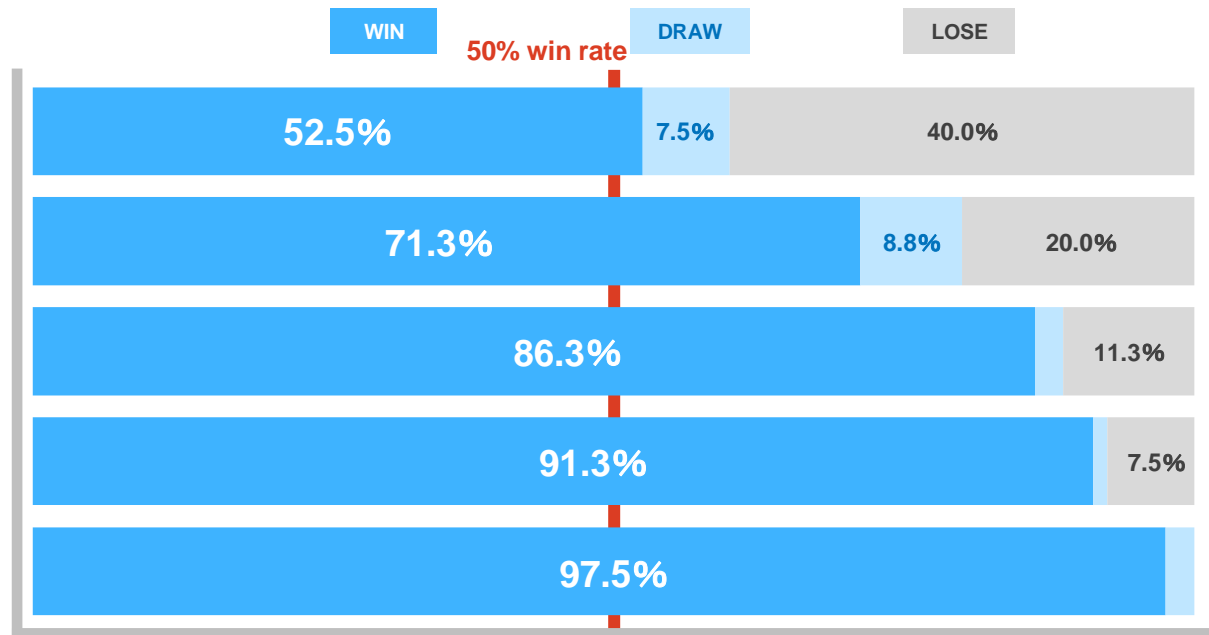 WIN DRAW LOSE
50% win rate
52.5% 7.5% 40.0%
71.3% 8.8% 20.0%
86.3% 11.3%
91.3% 7.5%
97.5%